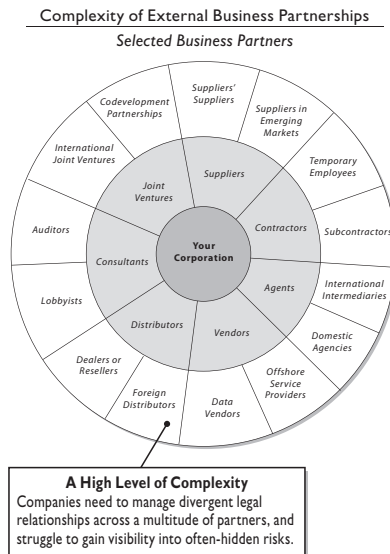 Complexity of External Business Partnerships
Selected Business Partners
Suppliers'
Suppliers
Suppliers in
Emerging
Markets
Temporary
Employees
Subcontractors
International
Intermediaries
Domestic
Agencies
Offshore
Service
Providers
Data
Vendors
Foreign
Distributors
Dealers or
Resellers
Lobbyists
Auditors
International
Joint Ventures
Codevelopment
Partnerships
Suppliers
Contractors
Agents
Vendors
Distributors
Consultants
Joint
Ventures
Your
Corporation
A High Level of Complexity
Companies need to manage divergent legal
relationships across a multitude of partners, and
struggle to gain visibility into often-hidden risks.